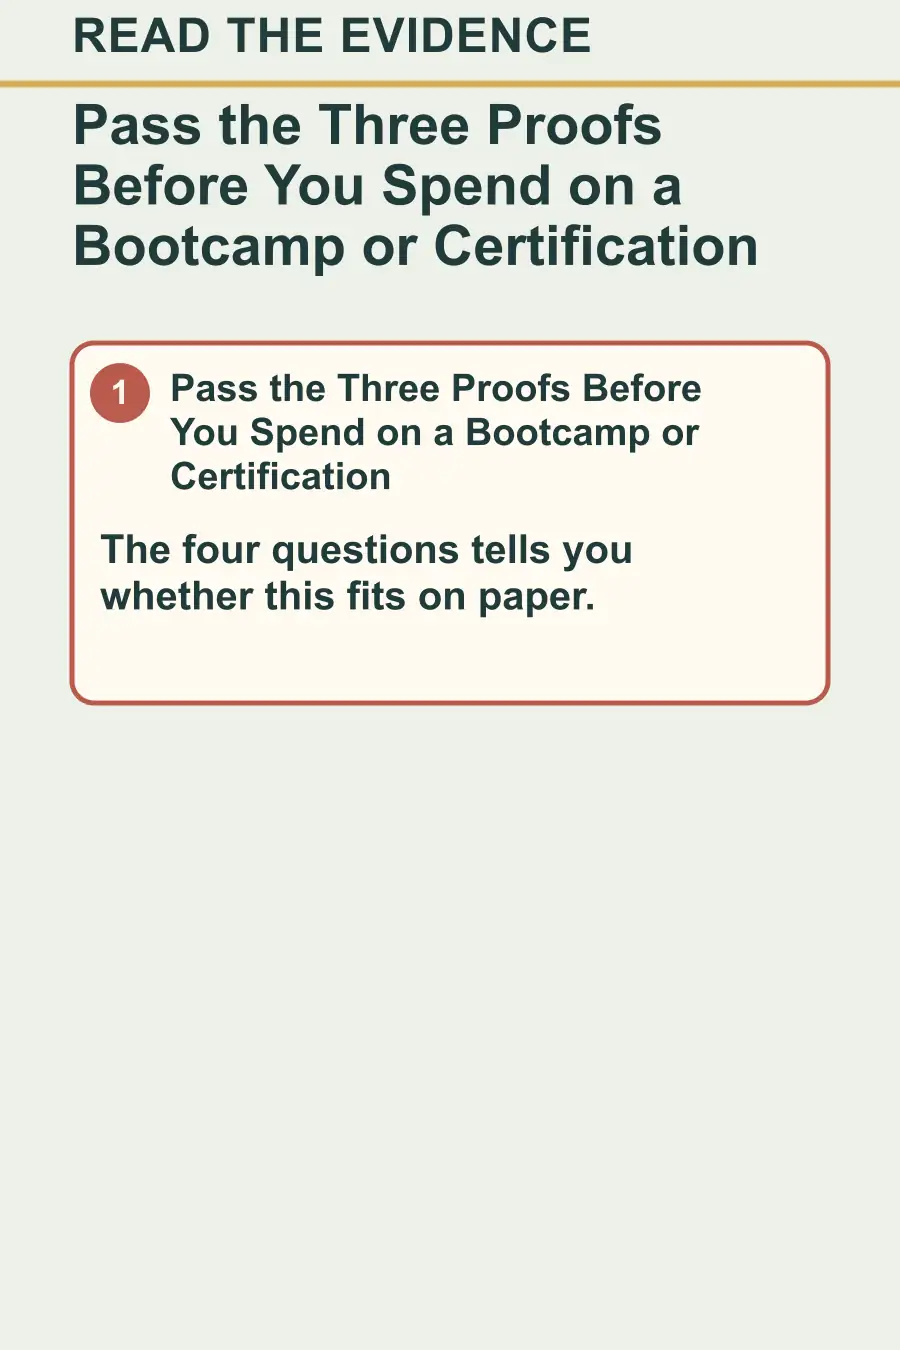 READ THE EVIDENCE
Pass the Three Proofs
Before You Spend on a
Bootcamp or Certification
1
Pass the Three Proofs Before
You Spend on a Bootcamp or
Certification
The four questions tells you
whether this fits on paper.